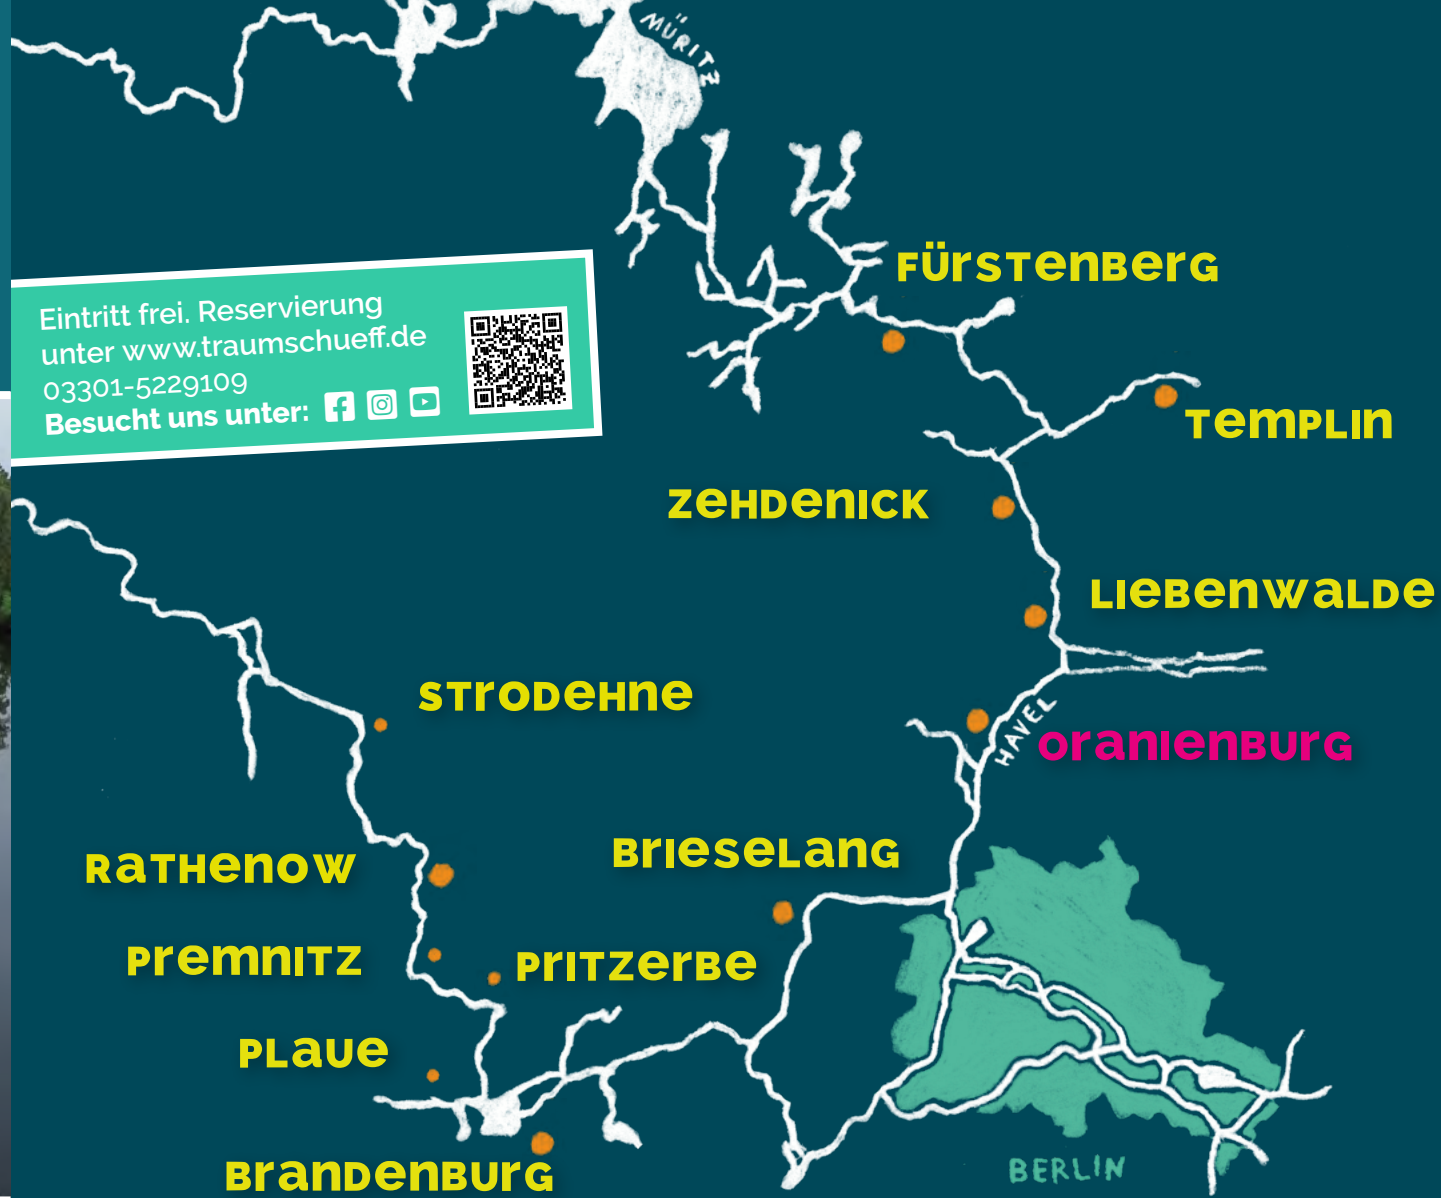 MÜRITZ
FÜrSTenBerG
Eintritt frei. Reservierung
unter www.traumschueff.de
03301-5229109
Besucht uns unter:
TemPLIn
zeHDenICK
LIeBenwaLDe
STroDeHne
HAVEL
oranIenBurG
BrIeseLanG
RaTHenow
PremnITZ
PrITZerBe
PLaue
BranDenBurG
BERLIN